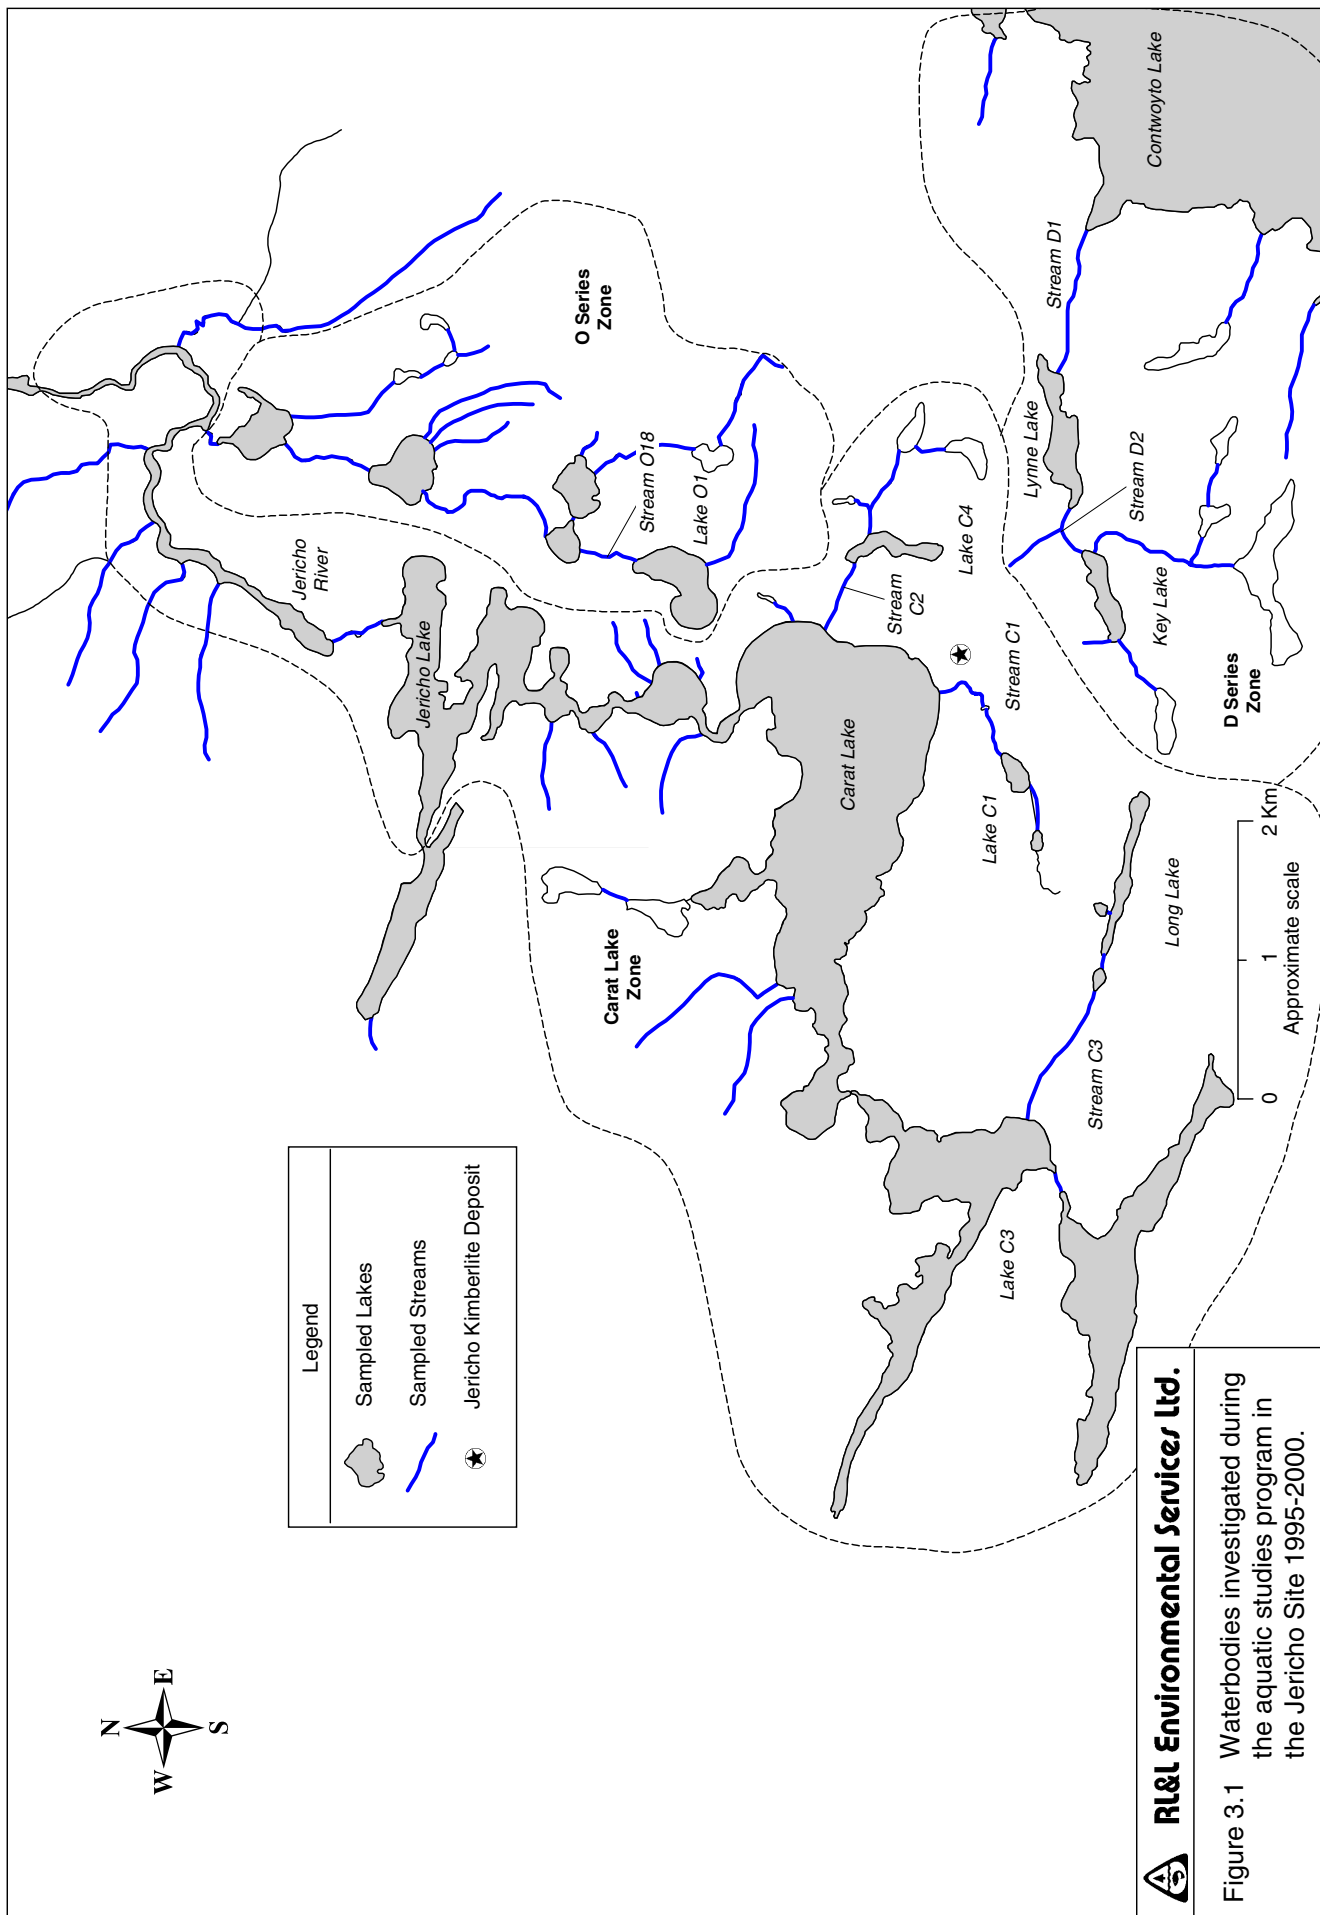 N
W
E
S
Legend
Sampled Lakes
Sampled Streams
Jericho Kimberlite Deposit
Jericho
River
Jericho Lake
O Series
Zone
Stream O18
Lake O1
Carat Lake
Zone
Carat Lake
Stream
C2
Lake C4
Stream C1
Lake C1
Lake C3
Stream C3
Long Lake
Contwoyto Lake
Stream D1
Lynne Lake
Stream D2
Key Lake
D Series
Zone
0
1
2 Km
Approximate scale
RL&L Environmental Services Ltd.
Figure 3.1 Waterbodies investigated during
the aquatic studies program in
the Jericho Site 1995-2000.